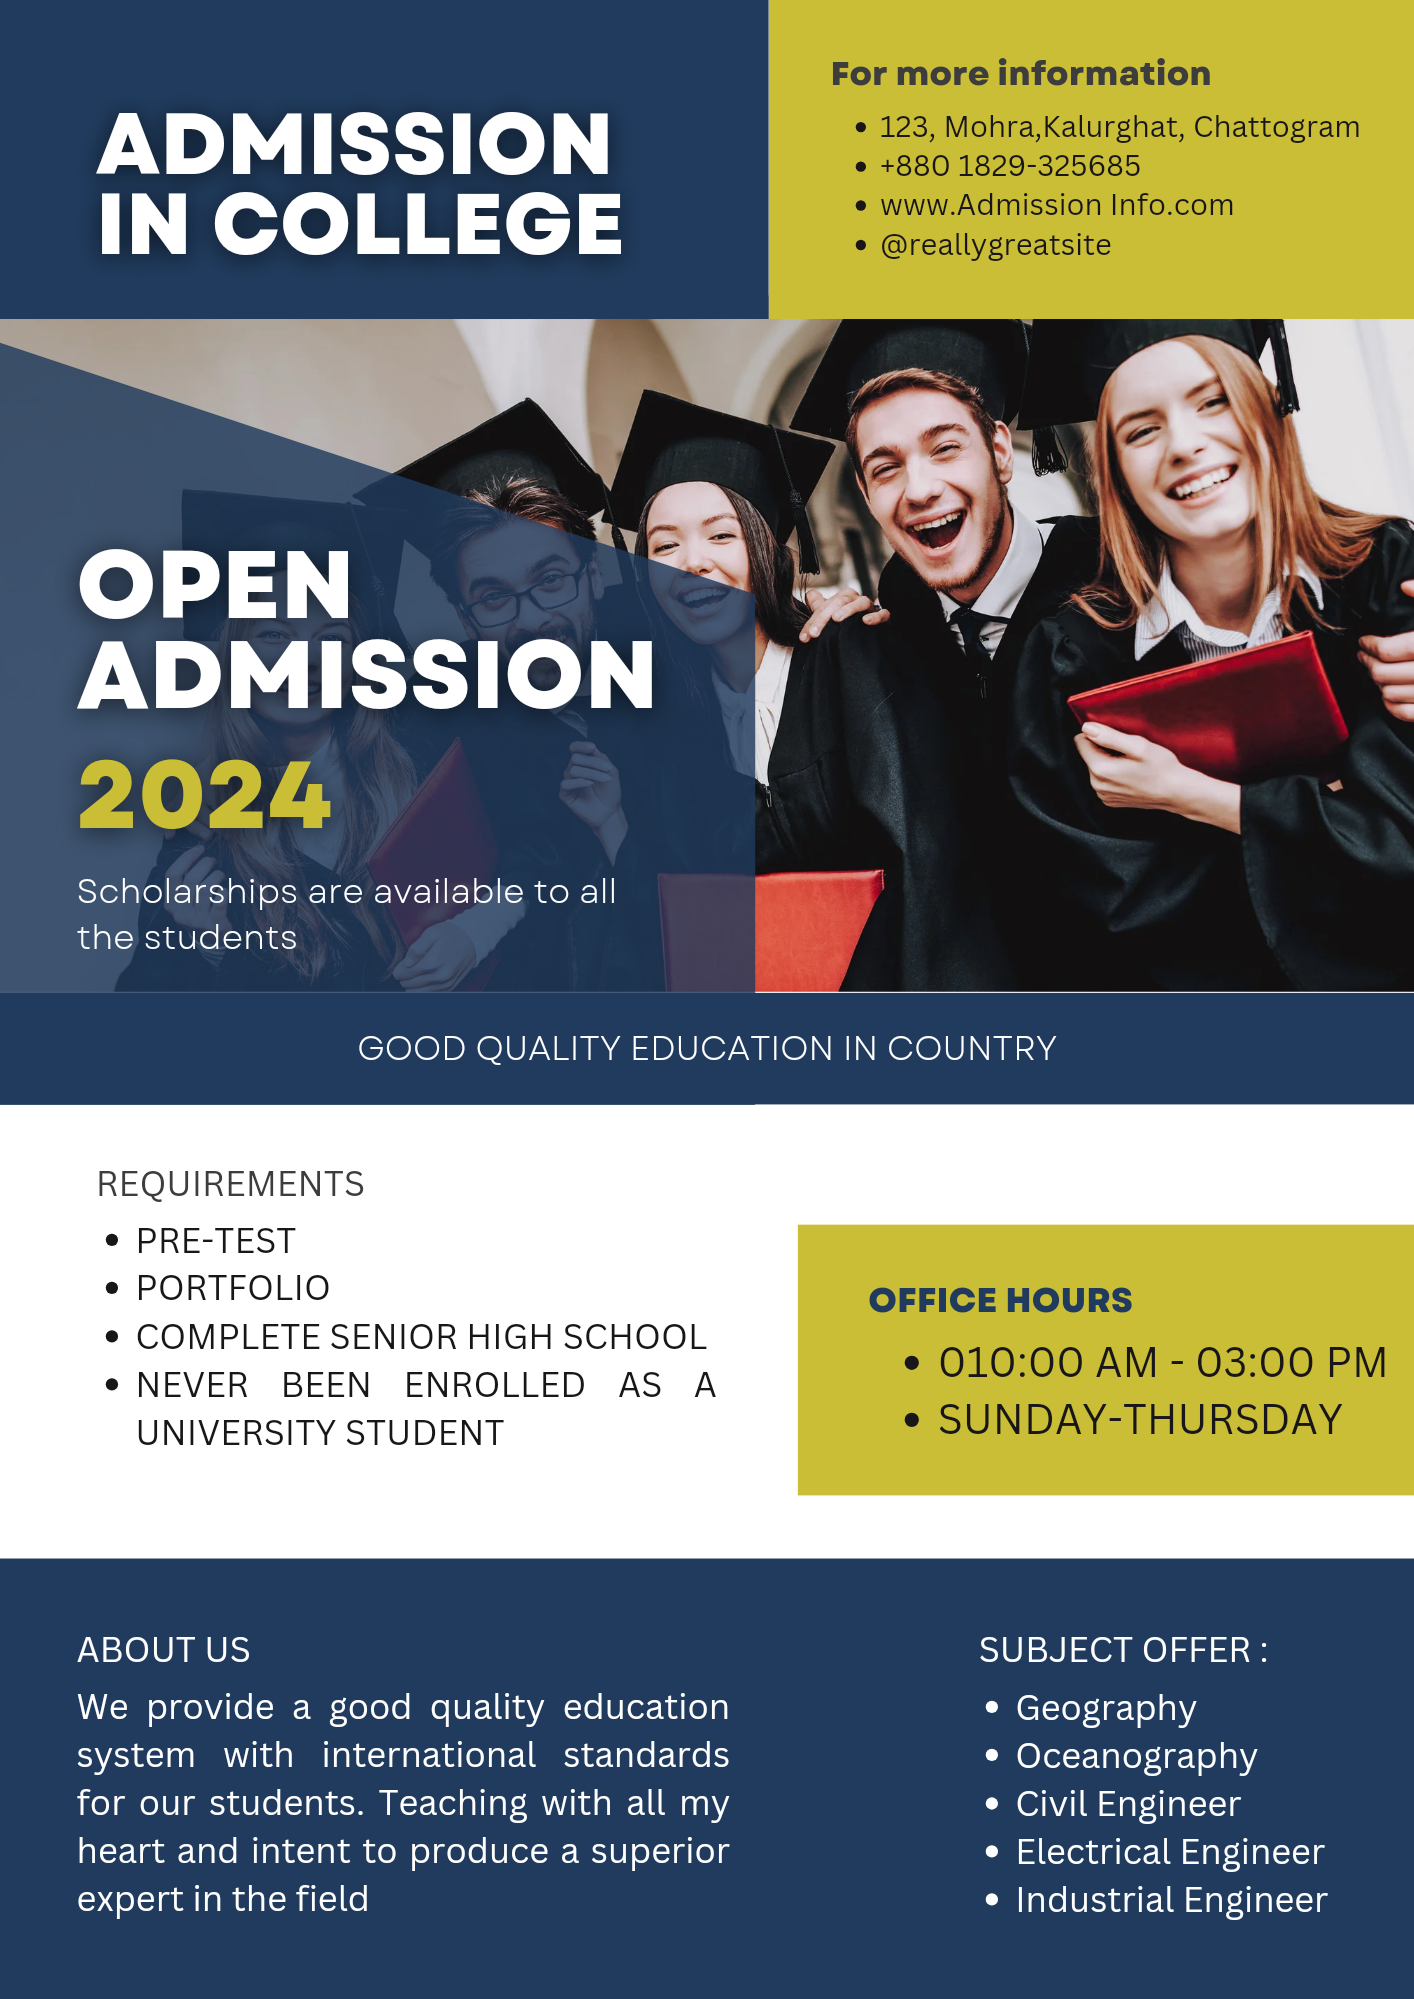 ADMISSION
IN COLLEGE
For more information
• 123, Mohra,Kalurghat, Chattogram
• +880 1829-325685
• www.Admission Info.com
• @reallygreatsite
OPEN
ADMISSION
2024
Scholarships are available to all
the students
GOOD QUALITY EDUCATION IN COUNTRY
REQUIREMENTS
• PRE-TEST
• PORTFOLIO
• COMPLETE SENIOR HIGH SCHOOL
• NEVER BEEN ENROLLED AS A
UNIVERSITY STUDENT
OFFICE HOURS
• 010:00 AM - 03:00 PM
• SUNDAY-THURSDAY
ABOUT US
We provide a good quality education
system with international standards
for our students. Teaching with all my
heart and intent to produce a superior
expert in the field
SUBJECT OFFER :
• Geography
• Oceanography
• Civil Engineer
• Electrical Engineer
• Industrial Engineer